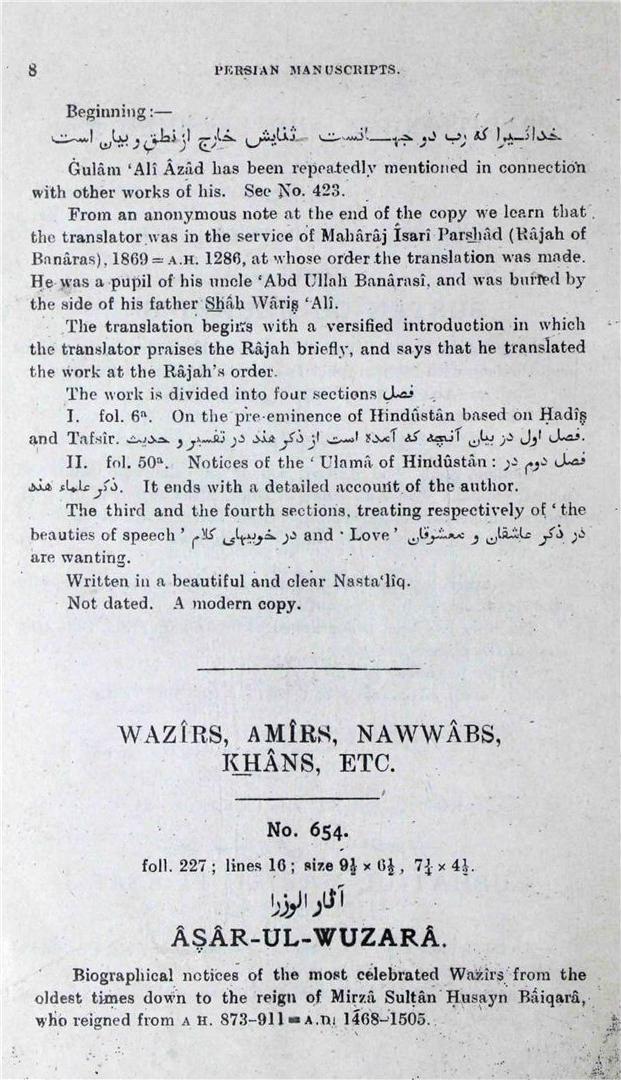 8 PERSIAN MANUSCRIPTS.
Beginning:—
خدائیرا که رب دو جهانست ثنایش خارج از نطق و بیان است
Ġulâm ‘Alî Âzâd has been repeatedly mentioned in connection
with other works of his. See No. 423.
From an anonymous note at the end of the copy we learn that
the translator was in the service of Mahârâj Îsarî Parshâd (Râjah of
Banâras), 1869 = A.H. 1286, at whose order the translation was made.
He was a pupil of his uncle ‘Abd Ullah Banârasî, and was buried by
the side of his father Shâh Wâriṣ ‘Alî.
The translation begins with a versified introduction in which
the translator praises the Râjah briefly, and says that he translated
the work at the Râjah's order.
The work is divided into four sections فصل
I. fol. 6ª. On the pre-eminence of Hindûstân based on Ḥadîṣ
and Tafsîr. فصل اول در بیان آنچه که آمده است از ذکر هند در تفسیر و حدیث.
II. fol. 50ª. Notices of the ‘Ulamâ of Hindûstân : فصل دوم در
ذکر علماء هند. It ends with a detailed account of the author.
The third and the fourth sections, treating respectively of ‘the
beauties of speech’ در خوبیهای کلام and ‘Love’ در ذکر عاشقان و معشوقان
are wanting.
Written in a beautiful and clear Nasta‘lîq.
Not dated. A modern copy.
WAZÎRS, AMÎRS, NAWWÂBS,
KHÂNS, ETC.
No. 654.
foll. 227 ; lines 16 ; size 9½ × 6½, 7¼ × 4½.
آثار الوزرا
ÂṢÂR-UL-WUZARÂ.
Biographical notices of the most celebrated Wazîrs from the
oldest times down to the reign of Mirzâ Sulṭân Ḥusayn Bâiqarâ,
who reigned from A H. 873–911 = A.D. 1468–1505.